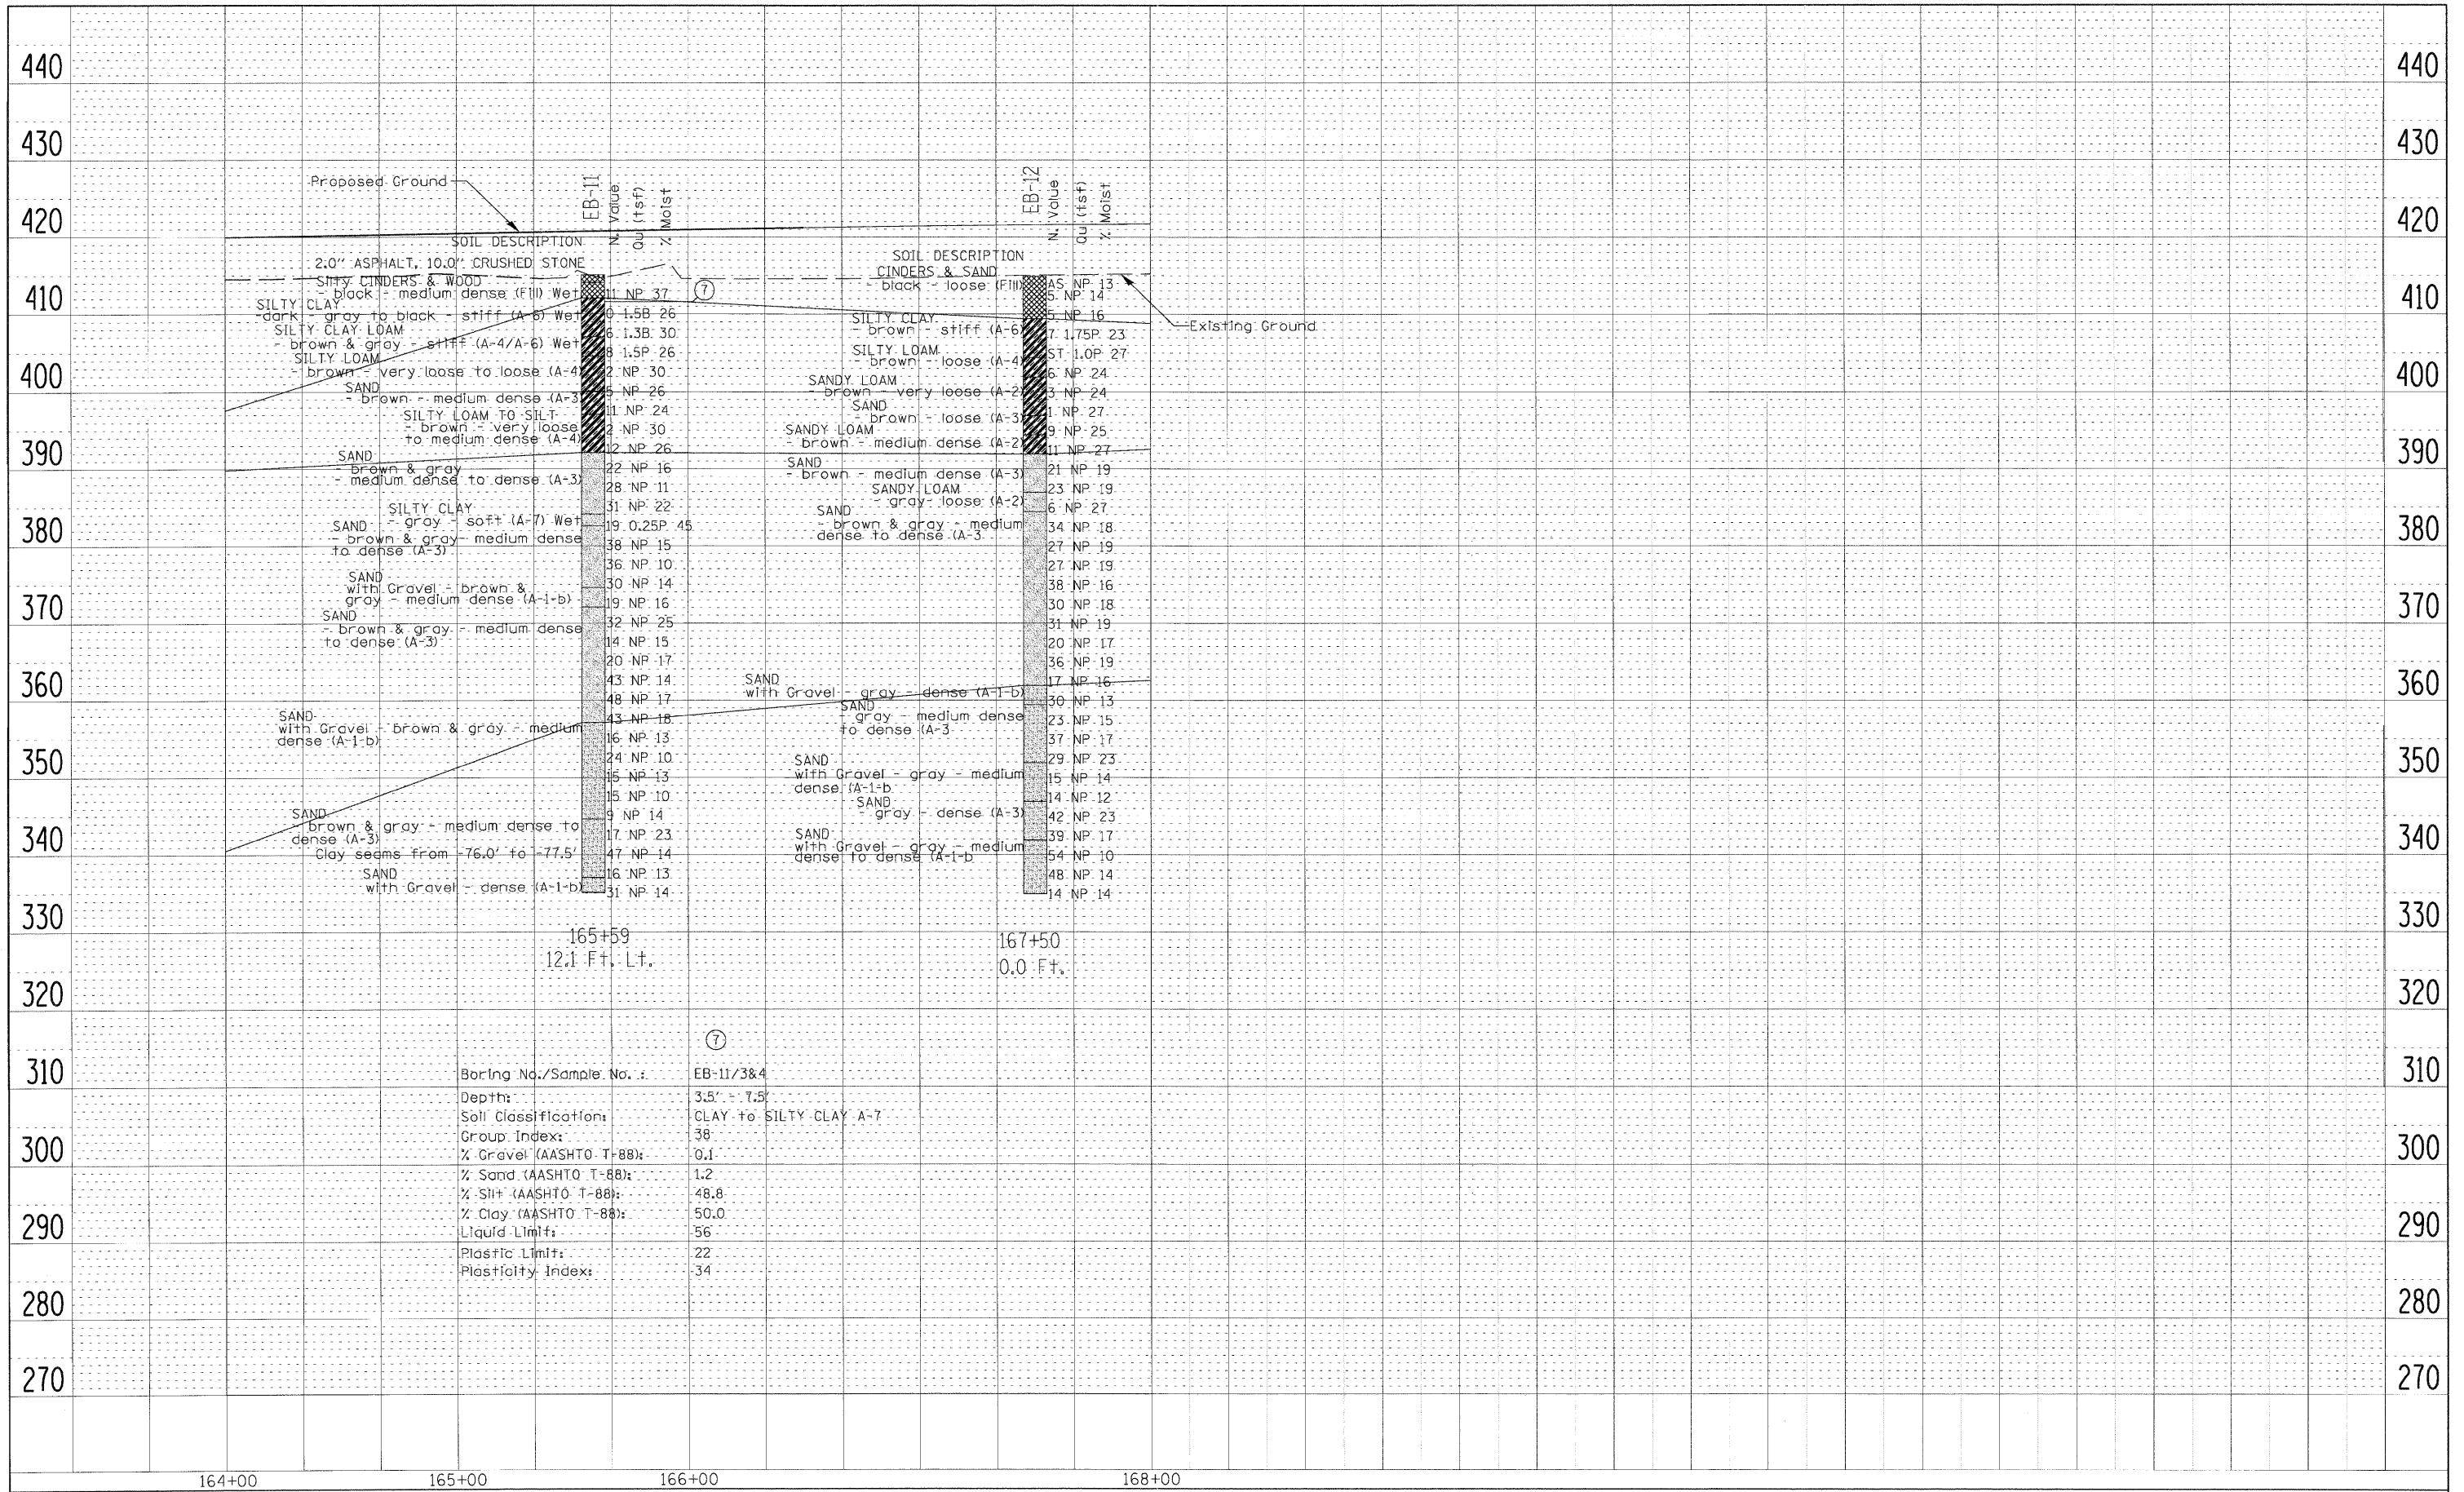 440
430
420
410
400
390
380
370
360
350
340
330
320
310
300
290
280
270
Proposed Ground
EB-11
N. Value
Qu (tsf)
% Moist
SOIL DESCRIPTION
2.0" ASPHALT, 10.0" CRUSHED STONE
Silty CINDERS & WOOD
- black - medium dense (Fill) Wet
SILTY CLAY
-dark - gray to black - stiff (A-6) Wet
SILTY CLAY LOAM
- brown & gray - stiff (A-4/A-6) Wet
SILTY LOAM
- brown - very loose to loose (A-4)
SAND
- brown - medium dense (A-3
SILTY LOAM TO SILT
- brown - very loose
to medium dense (A-4)
SAND
- brown & gray
- medium dense to dense (A-3)
SILTY CLAY
- gray - soft (A-7) Wet
SAND
- brown & gray- medium dense
to dense (A-3)
SAND
with Gravel - brown &
gray - medium dense (A-1-b)
SAND
- brown & gray - medium dense
to dense (A-3)
SAND
with Gravel - brown & gray - medium
dense (A-1-b)
SAND
- brown & gray - medium dense to
dense (A-3)
Clay seams from -76.0' to -77.5'
SAND
with Gravel - dense (A-1-b)
11 NP 37
0 1.5B 26
6 1.3B 30
8 1.5P 26
2 NP 30
5 NP 26
11 NP 24
2 NP 30
12 NP 26
22 NP 16
28 NP 11
31 NP 22
19 0.25P 45
38 NP 15
36 NP 10
30 NP 14
19 NP 16
32 NP 25
14 NP 15
20 NP 17
43 NP 14
48 NP 17
43 NP 18
16 NP 13
24 NP 10
15 NP 13
15 NP 10
9 NP 14
17 NP 23
47 NP 14
16 NP 13
31 NP 14
165+59
12.1 Ft. Lt.
7
EB-12
N. Value
Qu (tsf)
% Moist
SOIL DESCRIPTION
CINDERS & SAND
- black - loose (Fill)
SILTY CLAY
- brown - stiff (A-6)
SILTY LOAM
- brown - loose (A-4)
SANDY LOAM
- brown - very loose (A-2)
SAND
- brown - loose (A-3)
SANDY LOAM
- brown - medium dense (A-2)
SAND
- brown - medium dense (A-3)
SANDY LOAM
- gray- loose (A-2)
SAND
- brown & gray - medium
dense to dense (A-3
SAND
with Gravel - gray - dense (A-1-b)
SAND
- gray - medium dense
to dense (A-3
SAND
with Gravel - gray - medium
dense (A-1-b
SAND
- gray - dense (A-3)
SAND
with Gravel - gray - medium
dense to dense (A-1-b
AS NP 13
5 NP 14
5 NP 16
7 1.75P 23
ST 1.0P 27
6 NP 24
3 NP 24
1 NP 27
9 NP 25
11 NP 27
21 NP 19
23 NP 19
6 NP 27
34 NP 18
27 NP 19
27 NP 19
38 NP 16
30 NP 18
31 NP 19
20 NP 17
36 NP 19
17 NP 16
30 NP 13
23 NP 15
37 NP 17
29 NP 23
15 NP 14
14 NP 12
42 NP 23
39 NP 17
54 NP 10
48 NP 14
14 NP 14
167+50
0.0 Ft.
Existing Ground
7
Boring No./Sample No. : EB-11/3&4
Depth: 3.5' - 7.5'
Soil Classification: CLAY to SILTY CLAY A-7
Group Index: 38
% Gravel (AASHTO T-88): 0.1
% Sand (AASHTO T-88): 1.2
% Silt (AASHTO T-88): 48.8
% Clay (AASHTO T-88): 50.0
Liquid Limit: 56
Plastic Limit: 22
Plasticity Index: 34
440
430
420
410
400
390
380
370
360
350
340
330
320
310
300
290
280
270
164+00 165+00 166+00 168+00